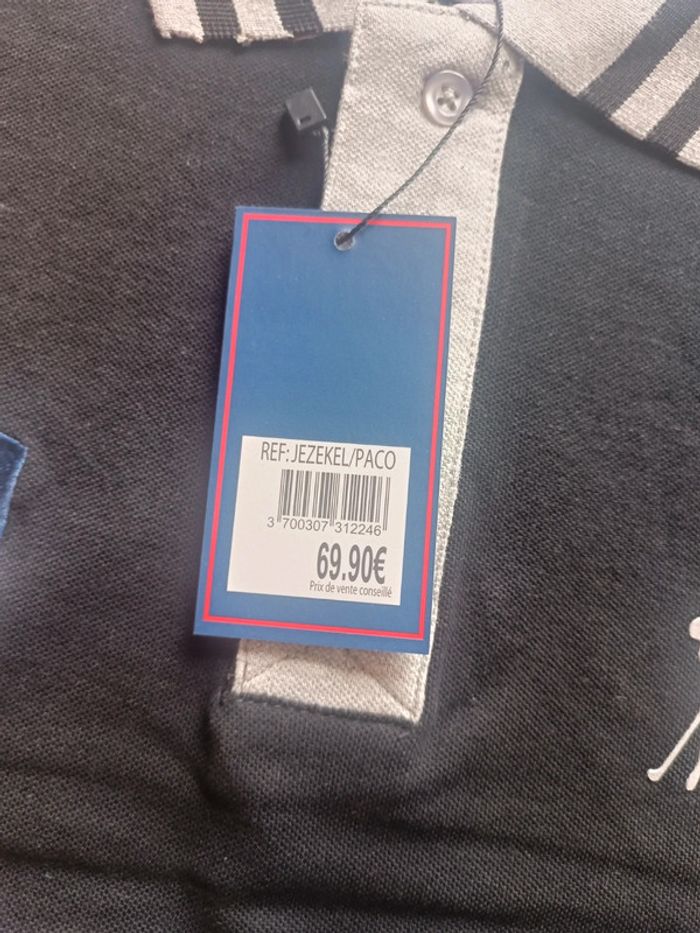 REF: JEZEKEL/PACO
3 700307 312246
69.90€
Prix de vente conseillé